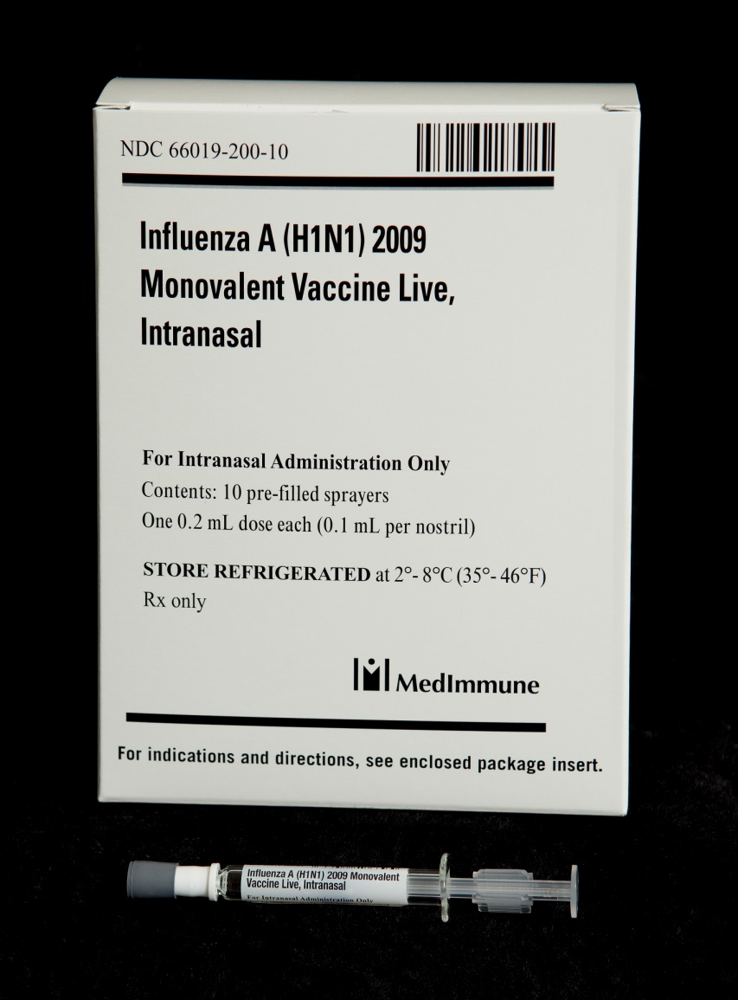 NDC 66019-200-10
Influenza A (H1N1) 2009
Monovalent Vaccine Live,
Intranasal
For Intranasal Administration Only
Contents: 10 pre-filled sprayers
One 0.2 mL dose each (0.1 mL per nostril)
STORE REFRIGERATED at 2°- 8°C (35°- 46°F)
Rx only
MedImmune
For indications and directions, see enclosed package insert.
Influenza A (H1N1) 2009 Monovalent
Vaccine Live, Intranasal
For Intranasal Administration Only